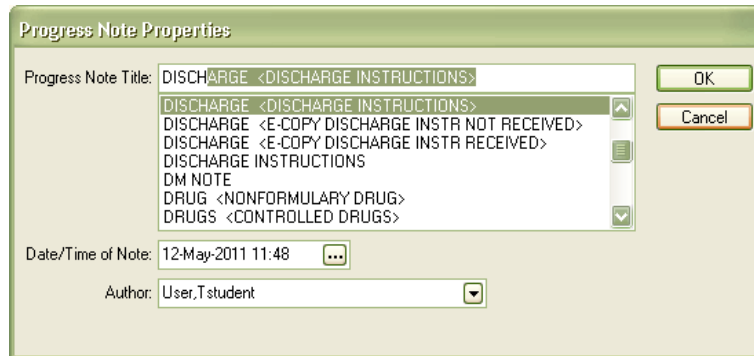 Progress Note Properties
Progress Note Title: DISCHARGE <DISCHARGE INSTRUCTIONS>
OK
DISCHARGE <DISCHARGE INSTRUCTIONS>
DISCHARGE <E-COPY DISCHARGE INSTR NOT RECEIVED>
Cancel
DISCHARGE <E-COPY DISCHARGE INSTR RECEIVED>
DISCHARGE INSTRUCTIONS
DM NOTE
DRUG <NONFORMULARY DRUG>
DRUGS <CONTROLLED DRUGS>
Date/Time of Note: 12-May-2011 11:48 ...
Author: User,Tstudent